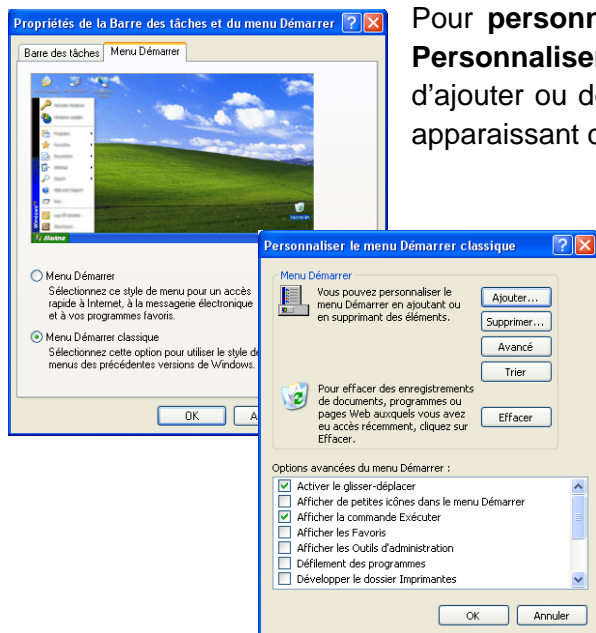 Propriétés de la Barre des tâches et du menu Démarrer
Barre des tâches
Menu Démarrer
Menu Démarrer
Sélectionnez ce style de menu pour un accès
rapide à Internet, à la messagerie électronique
et à vos programmes favoris.
Menu Démarrer classique
Sélectionnez cette option pour utiliser le style de
menus des précédentes versions de Windows.
OK
A
Pour personn
Personnaliser
d'ajouter ou de
apparaissant d
Personnaliser le menu Démarrer classique
Menu Démarrer
Vous pouvez personnaliser le
menu Démarrer en ajoutant ou
en supprimant des éléments.
Ajouter...
Supprimer...
Avancé
Trier
Pour effacer des enregistrements
de documents, programmes ou
pages Web auxquels vous avez
eu accès récemment, cliquez sur
Effacer.
Effacer
Options avancées du menu Démarrer :
Activer le glisser-déplacer
Afficher de petites icônes dans le menu Démarrer
Afficher la commande Exécuter
Afficher les Favoris
Afficher les Outils d'administration
Défilement des programmes
Développer le dossier Imprimantes
OK
Annuler